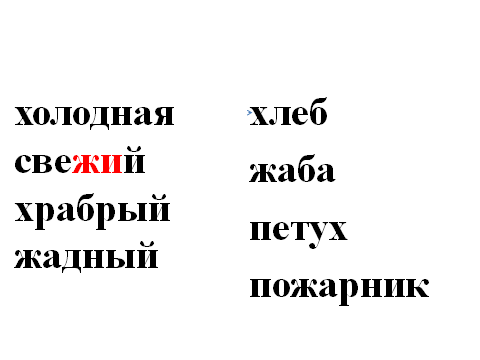 холодная
свежий
храбрый
жадный
хлеб
жаба
петух
пожарник